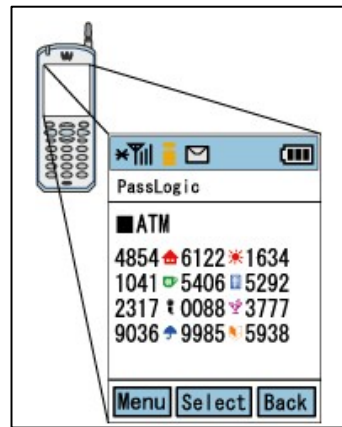 W
PassLogic
■ATM
4854 6122 1634
1041 5406 5292
2317 0088 3777
9036 9985 5938
Menu Select Back